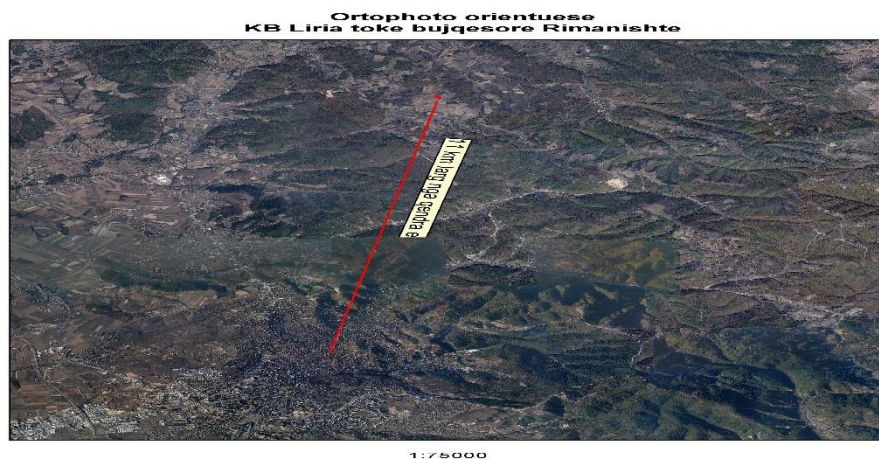 Ortophoto orientuese
KB Liria toke bujqesore Rimanishte
11 km larg nga qendra e
1:75000